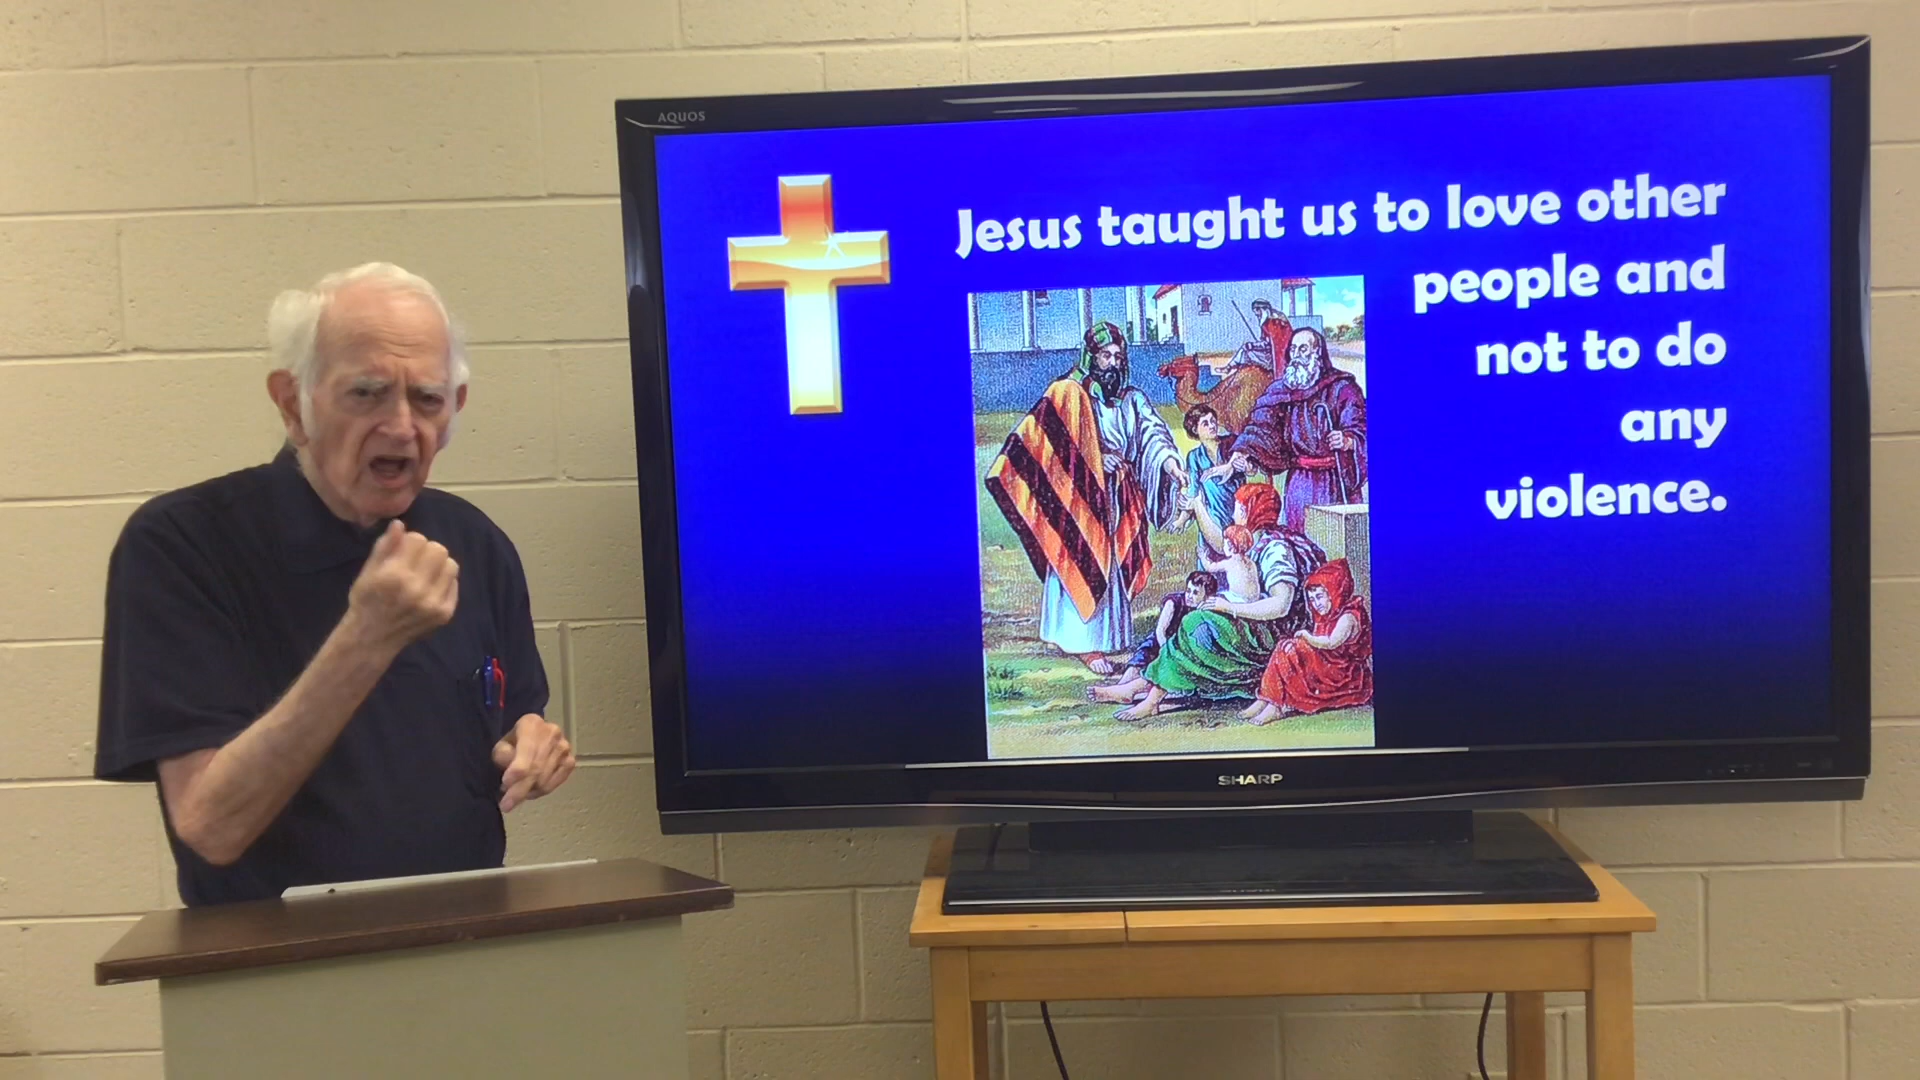 AQUOS
Jesus taught us to love other
people and
not to do
any
violence.
SHARP